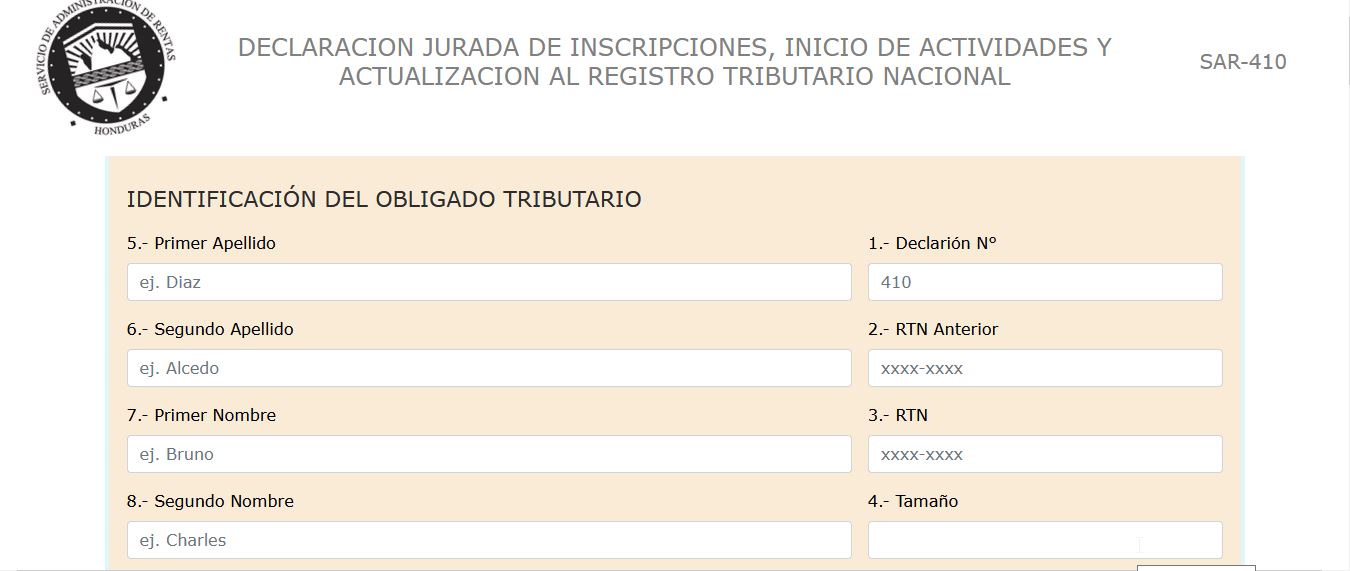 SERVICIO DE ADMINISTRACIÓN DE RENTAS
HONDURAS
DECLARACION JURADA DE INSCRIPCIONES, INICIO DE ACTIVIDADES Y
ACTUALIZACION AL REGISTRO TRIBUTARIO NACIONAL
SAR-410
IDENTIFICACIÓN DEL OBLIGADO TRIBUTARIO
5.- Primer Apellido
ej. Diaz
6.- Segundo Apellido
ej. Alcedo
7.- Primer Nombre
ej. Bruno
8.- Segundo Nombre
ej. Charles
1.- Declarión N°
410
2.- RTN Anterior
xxxx-xxxx
3.- RTN
xxxx-xxxx
4.- Tamaño